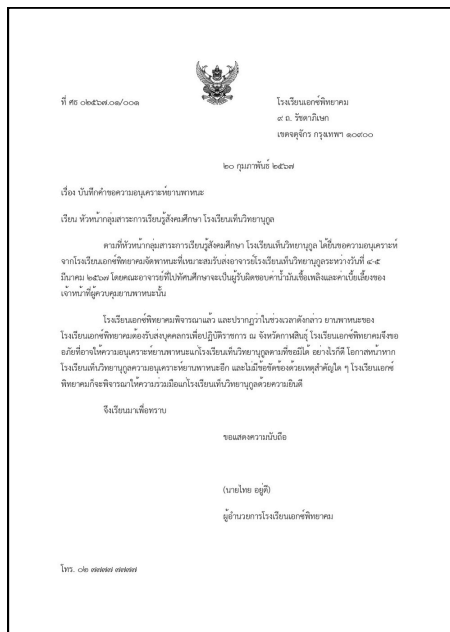 ที่ ศธ ๐๒๕๖๗.๐๑/๐๐๑
โรงเรียนเอกซ์พิทยาคม
๙ ถ. รัชดาภิเษก
เขตจตุจักร กรุงเทพฯ ๑๐๙๐๐
๒๐ กุมภาพันธ์ ๒๕๖๗
เรื่อง บันทึกคำขอความอนุเคราะห์ยานพาหนะ
เรียน หัวหน้ากลุ่มสาระการเรียนรู้สังคมศึกษา โรงเรียนเท็นวิทยานุกูล
ตามที่หัวหน้ากลุ่มสาระการเรียนรู้สังคมศึกษา โรงเรียนเท็นวิทยานุกูล ได้ยื่นขอความอนุเคราะห์
จากโรงเรียนเอกซ์พิทยาคมจัดพาหนะที่เหมาะสมรับส่งอาจารย์โรงเรียนเท็นวิทยานุกูลระหว่างวันที่ ๔-๕
มีนาคม ๒๕๖๗ โดยคณะอาจารย์ที่ไปทัศนศึกษาจะเป็นผู้รับผิดชอบค่าน้ำมันเชื้อเพลิงและค่าเบี้ยเลี้ยงของ
เจ้าหน้าที่ผู้ควบคุมยานพาหนะนั้น
โรงเรียนเอกซ์พิทยาคมพิจารณาแล้ว และปรากฏว่าในช่วงเวลาดังกล่าว ยานพาหนะของ
โรงเรียนเอกซ์พิทยาคมต้องรับส่งบุคคลกรเพื่อปฏิบัติราชการ ณ จังหวัดกาฬสินธุ์ โรงเรียนเอกซ์พิทยาคมจึงขอ
อภัยที่อาจให้ความอนุเคราะห์ยานพาหนะแก่โรงเรียนเท็นวิทยานุกูลตามที่ขอมิได้ อย่างไรก็ดี โอกาสหน้าหาก
โรงเรียนเท็นวิทยานุกูลความอนุเคราะห์ยานพาหนะอีก และไม่มีข้อขัดข้องด้วยเหตุสำคัญใด ๆ โรงเรียนเอกซ์
พิทยาคมก็จะพิจารณาให้ความร่วมมือแก่โรงเรียนเท็นวิทยานุกูลด้วยความยินดี
จึงเรียนมาเพื่อทราบ
ขอแสดงความนับถือ
(นายไทย อยู่ดี)
ผู้อำนวยการโรงเรียนเอกซ์พิทยาคม
โทร. ๐๒ ๗๗๗๗ ๗๗๗๗